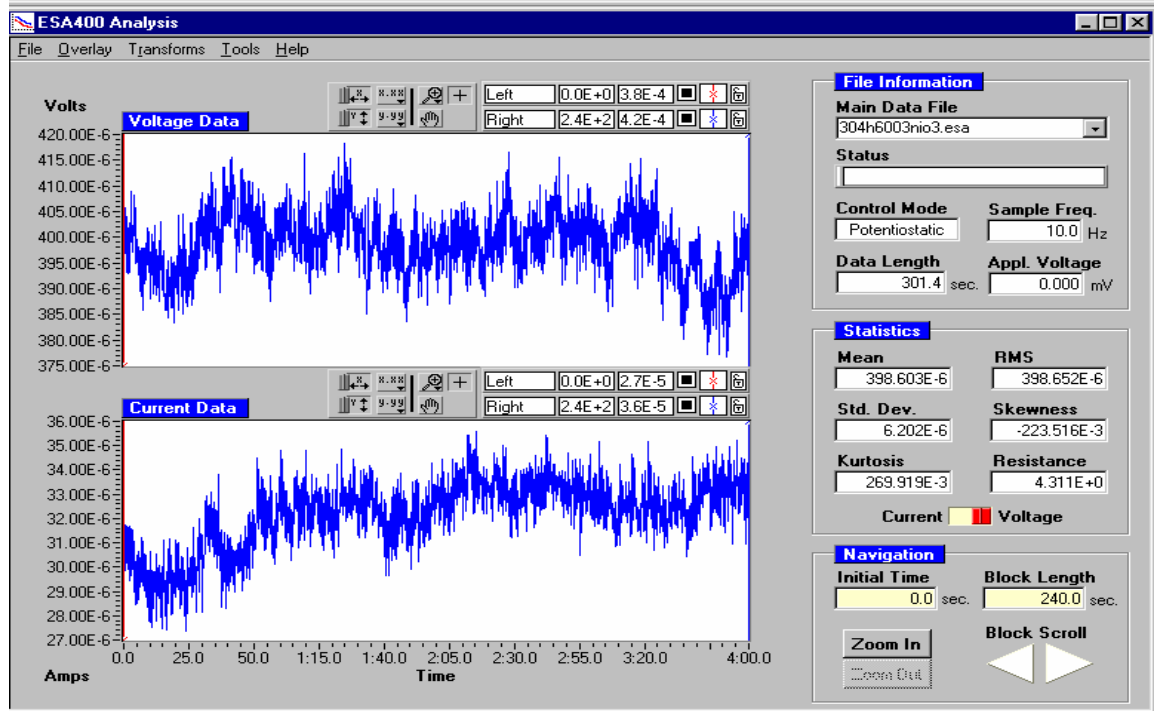 ESA400 Analysis
File Overlay Transforms Tools Help
Volts
Voltage Data
x.xx
y.yy
Left 0.0E+0 3.8E-4
Right 2.4E+2 4.2E-4
420.00E-6
415.00E-6
410.00E-6
405.00E-6
400.00E-6
395.00E-6
390.00E-6
385.00E-6
380.00E-6
375.00E-6
Current Data
x.xx
y.yy
Left 0.0E+0 2.7E-5
Right 2.4E+2 3.6E-5
36.00E-6
35.00E-6
34.00E-6
33.00E-6
32.00E-6
31.00E-6
30.00E-6
29.00E-6
28.00E-6
27.00E-6
0.0 25.0 50.0 1:15.0 1:40.0 2:05.0 2:30.0 2:55.0 3:20.0 4:00.0
Amps Time
File Information
Main Data File
304h6003nio3.esa
Status
Control Mode Sample Freq.
Potentiostatic 10.0 Hz
Data Length Appl. Voltage
301.4 sec. 0.000 mV
Statistics
Mean RMS
398.603E-6 398.652E-6
Std. Dev. Skewness
6.202E-6 -223.516E-3
Kurtosis Resistance
269.919E-3 4.311E+0
Current Voltage
Navigation
Initial Time Block Length
0.0 sec. 240.0 sec.
Zoom In Block Scroll
Zoom Out